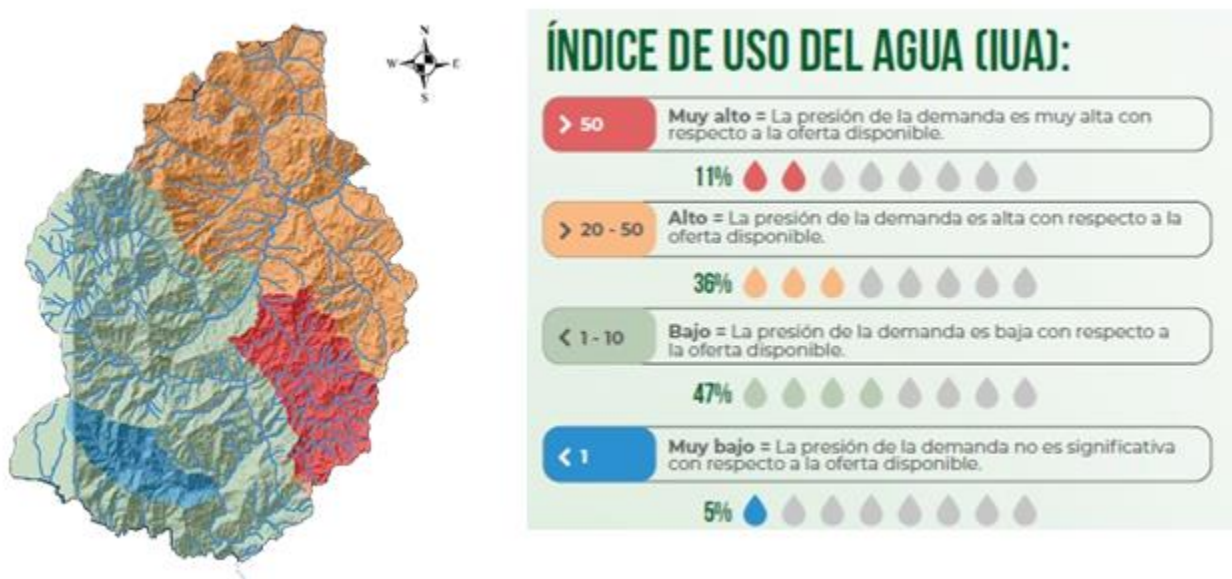 N
W
E
S
ÍNDICE DE USO DEL AGUA (IUA):
> 50
Muy alto = La presión de la demanda es muy alta con
respecto a la oferta disponible.
11%
> 20 - 50
Alto = La presión de la demanda es alta con respecto a la
oferta disponible.
36%
< 1 - 10
Bajo = La presión de la demanda es baja con respecto a
la oferta disponible.
47%
< 1
Muy bajo = La presión de la demanda no es significativa
con respecto a la oferta disponible.
5%